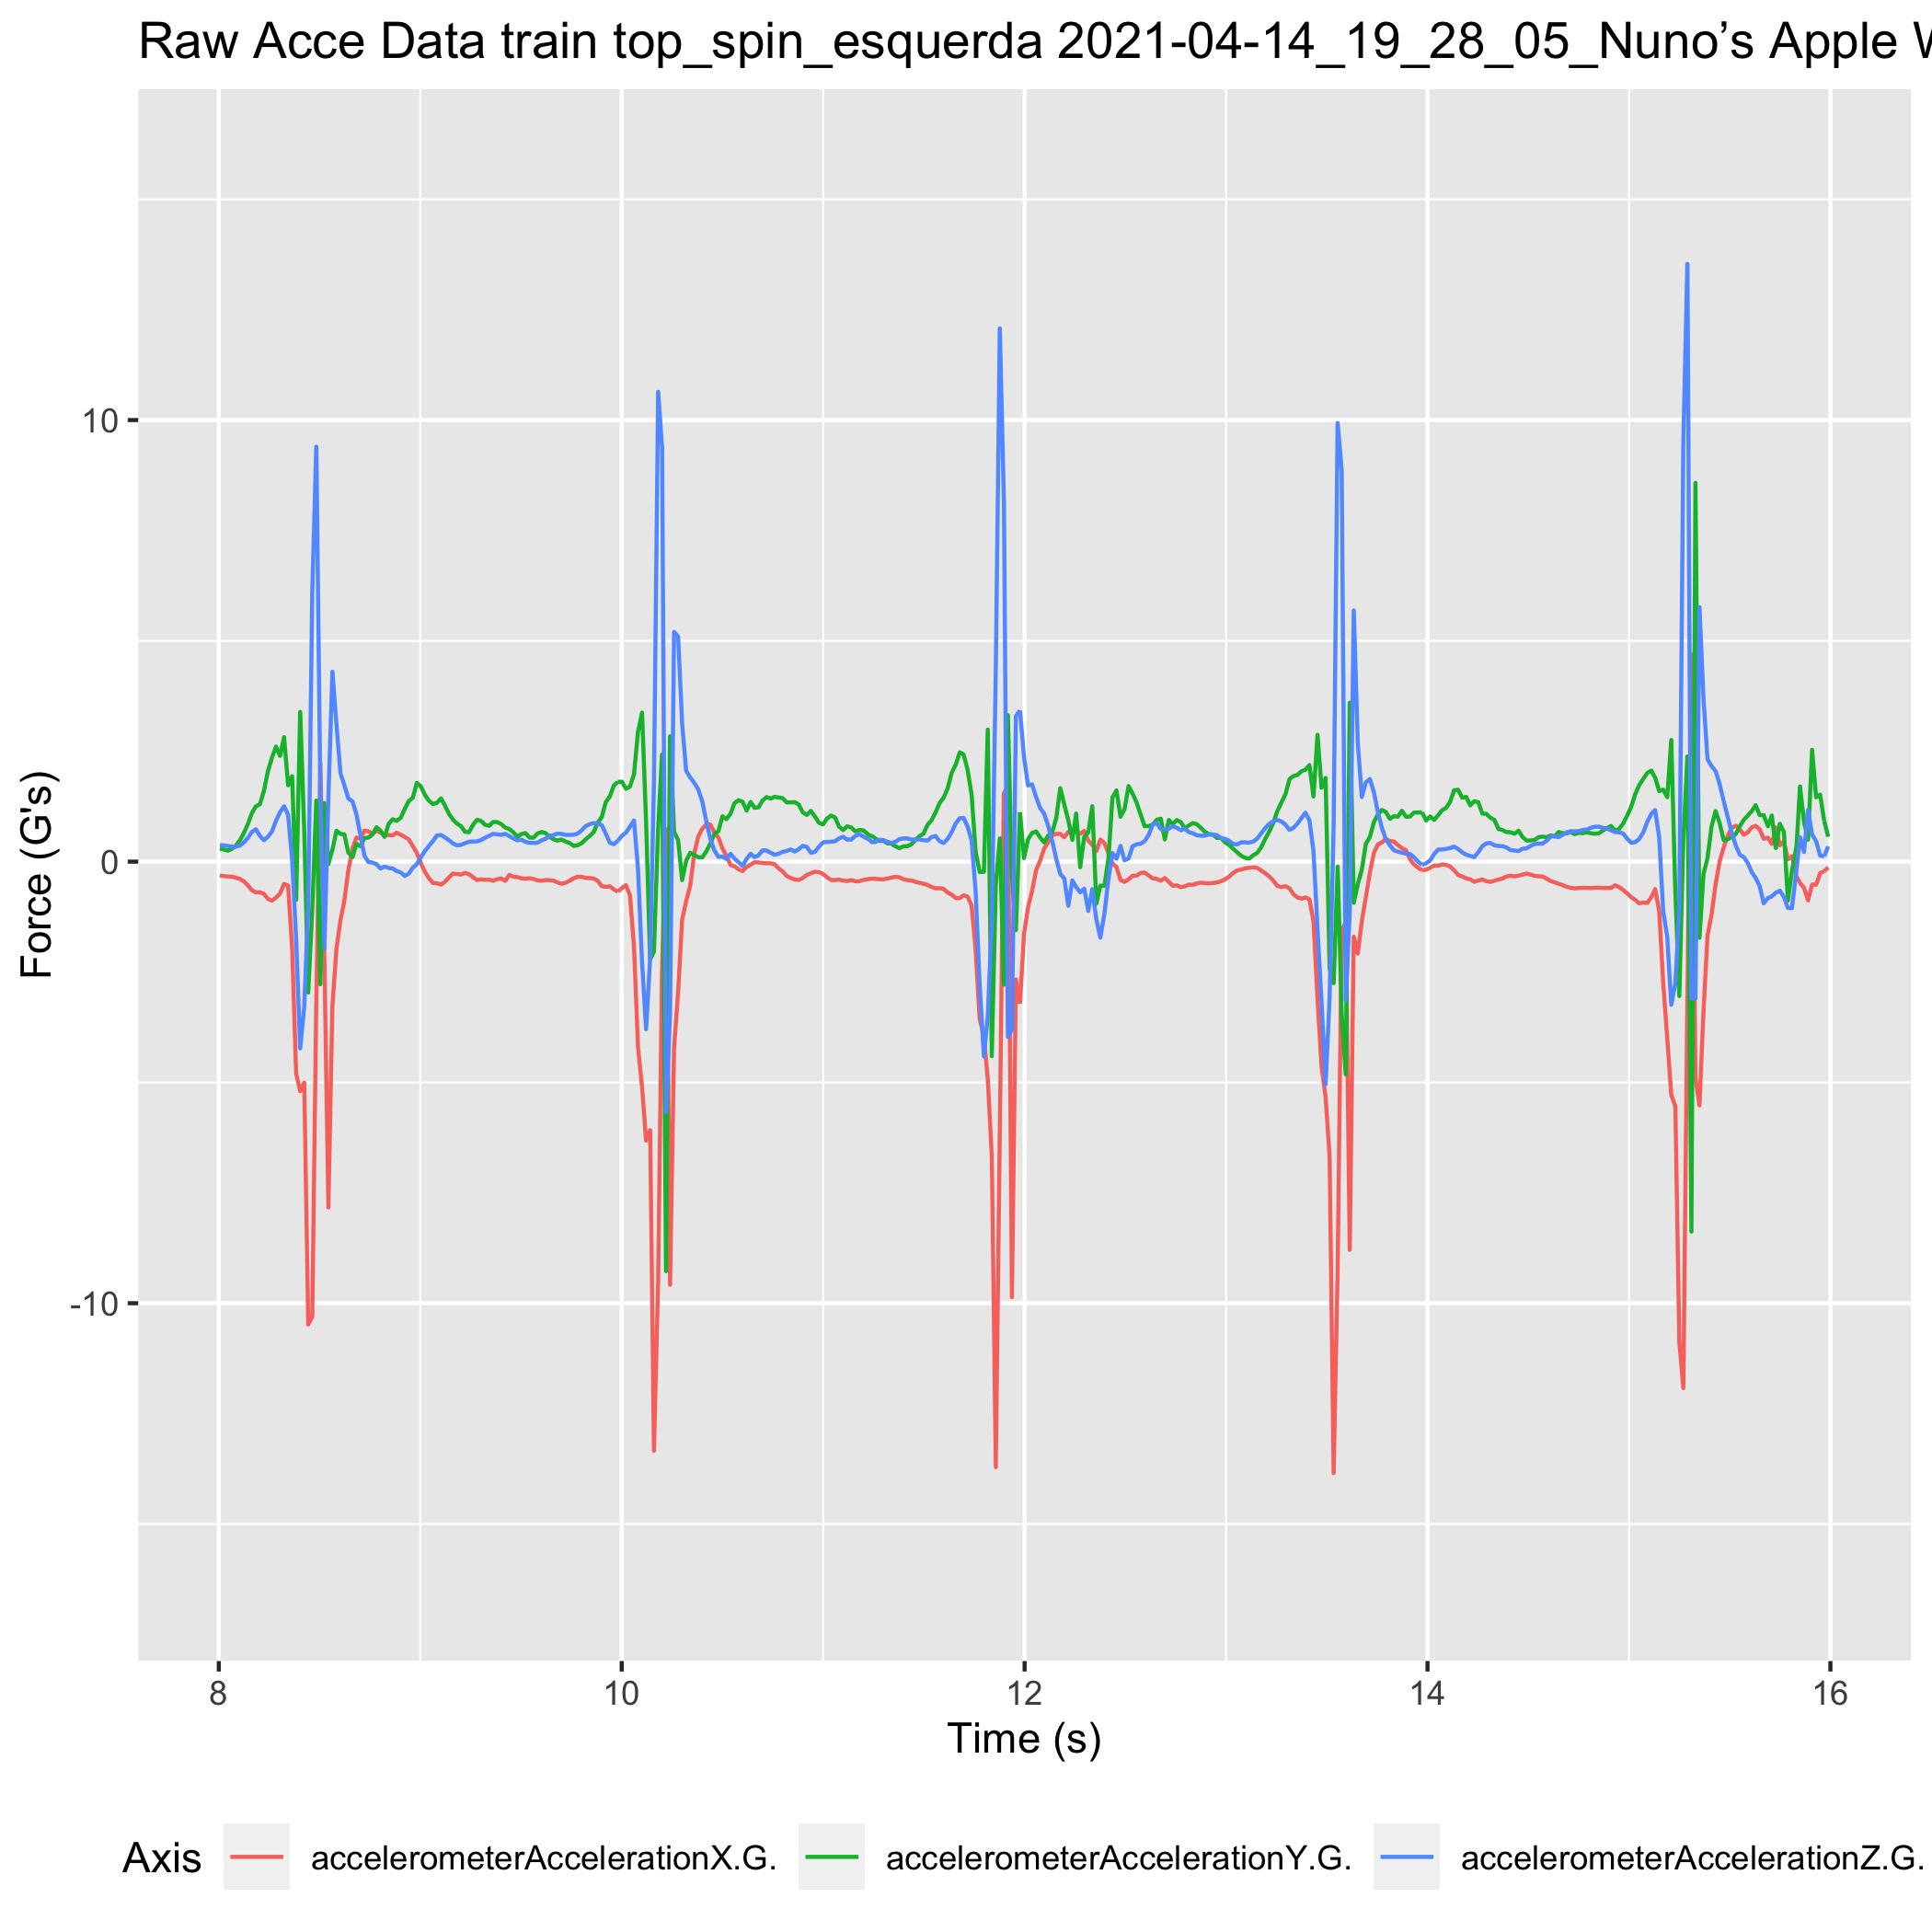 Raw Acce Data train top_spin_esquerda 2021-04-14_19_28_05_Nuno’s Apple
Force (G's)
10
0
-10
8 10 12 14 16
Time (s)
Axis accelerometerAccelerationX.G. accelerometerAccelerationY.G. accelerometerAccelerationZ.G.